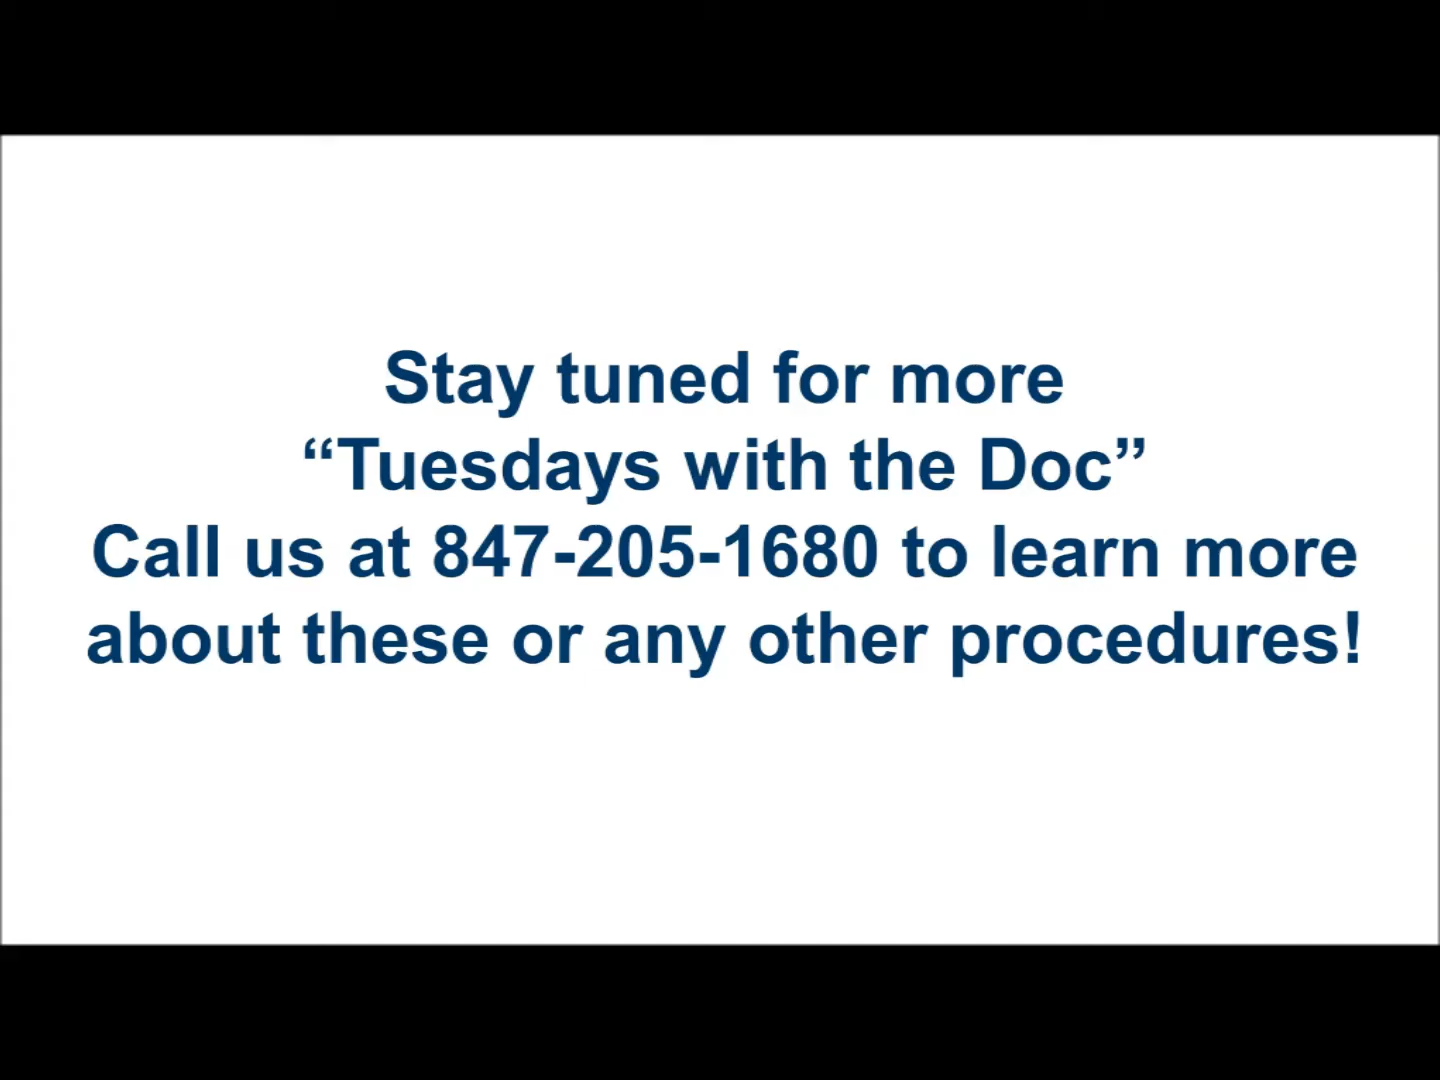 Stay tuned for more
“Tuesdays with the Doc”
Call us at 847-205-1680 to learn more
about these or any other procedures!